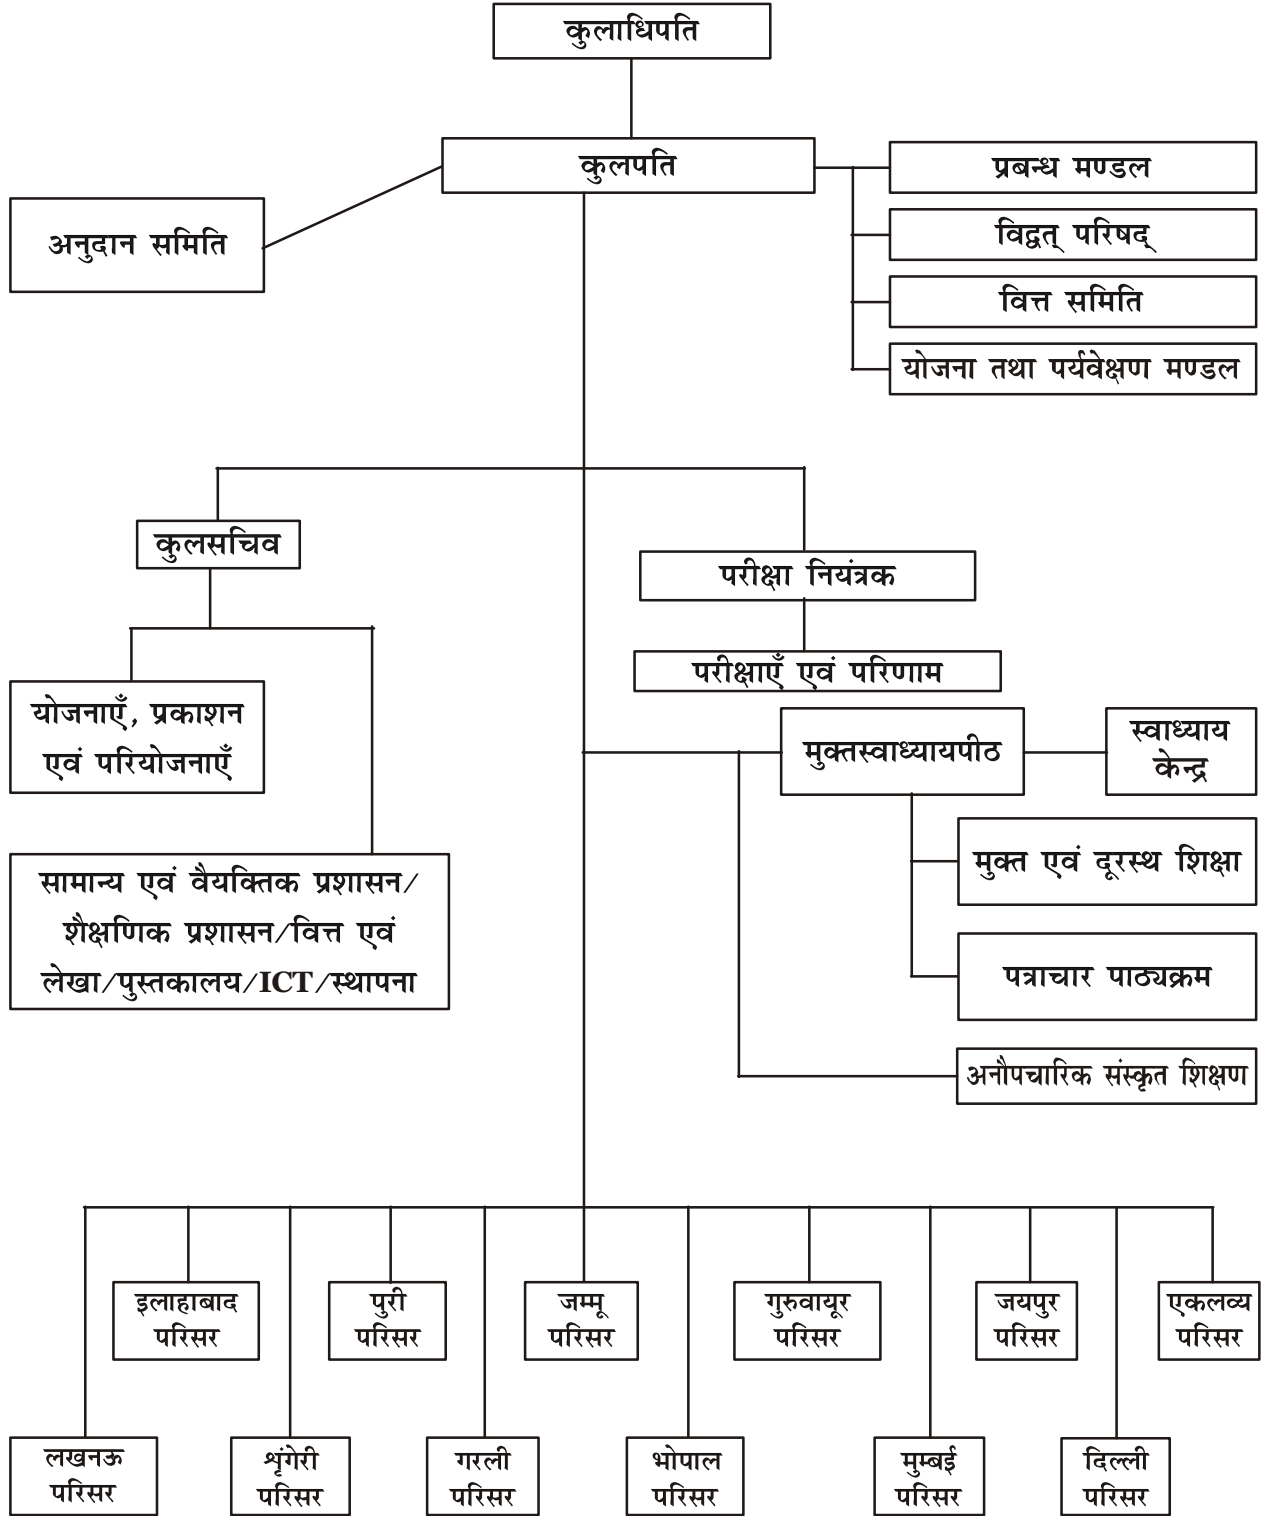 कुलाधिपति
कुलपति
प्रबन्ध मण्डल
अनुदान समिति
विद्वत् परिषद्
वित्त समिति
योजना तथा पर्यवेक्षण मण्डल
कुलसचिव
परीक्षा नियंत्रक
परीक्षाएँ एवं परिणाम
योजनाएँ, प्रकाशन
एवं परियोजनाएँ
मुक्तस्वाध्यायपीठ
स्वाध्याय
केन्द्र
मुक्त एवं दूरस्थ शिक्षा
सामान्य एवं वैयक्तिक प्रशासन/
शैक्षणिक प्रशासन/वित्त एवं
लेखा/पुस्तकालय/ICT/स्थापना
पत्राचार पाठ्यक्रम
अनौपचारिक संस्कृत शिक्षण
इलाहाबाद
परिसर
पुरी
परिसर
जम्मू
परिसर
गुरुवायूर
परिसर
जयपुर
परिसर
एकलव्य
परिसर
लखनऊ
परिसर
शृंगेरी
परिसर
गरली
परिसर
भोपाल
परिसर
मुम्बई
परिसर
दिल्ली
परिसर